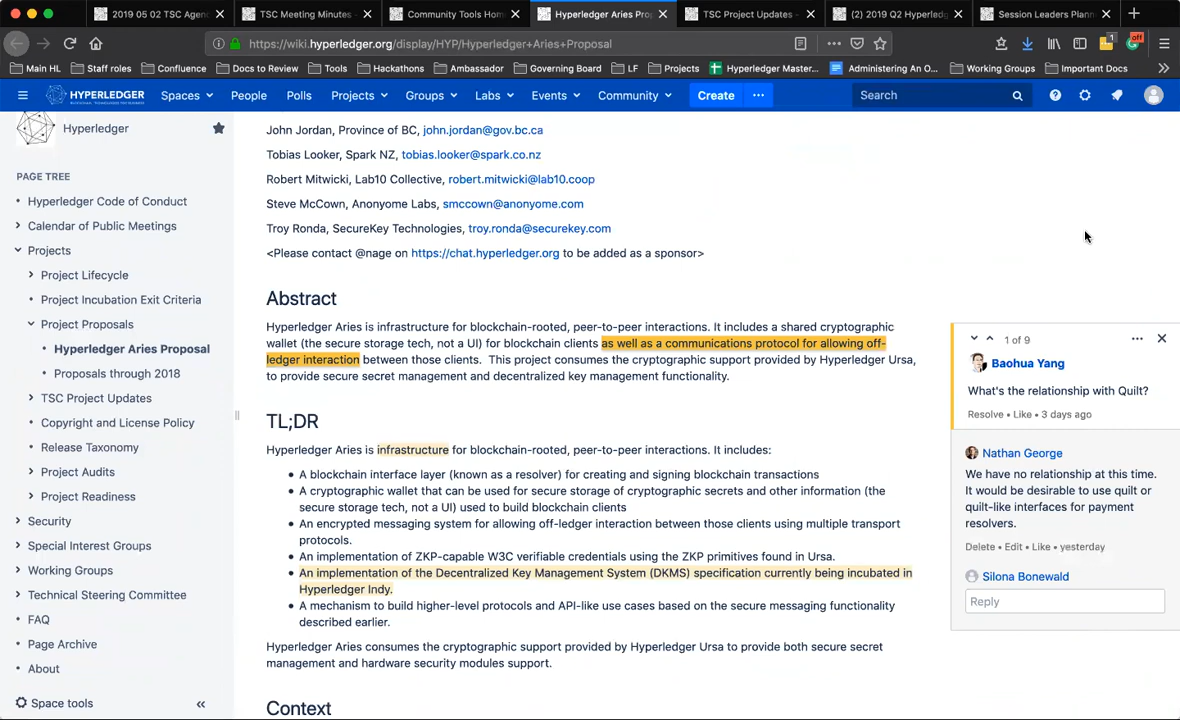 2019 05 02 TSC Agen
TSC Meeting Minutes -
Community Tools Hom
Hyperledger Aries Pro
TSC Project Updates -
(2) 2019 Q2 Hyperled
Session Leaders Plann
https://wiki.hyperledger.org/display/HYP/Hyperledger+Aries+Proposal
1
off
Main HL
Staff roles
Confluence
Docs to Review
Tools
Hackathons
Ambassador
Governing Board
LF
Projects
Hyperledger Master...
Administering An O...
Working Groups
Important Docs
HYPERLEDGER
Spaces
People
Polls
Projects
Groups
Labs
Events
Community
Create
Search
Hyperledger
PAGE TREE
Hyperledger Code of Conduct
Calendar of Public Meetings
Projects
Project Lifecycle
Project Incubation Exit Criteria
Project Proposals
Hyperledger Aries Proposal
Proposals through 2018
TSC Project Updates
Copyright and License Policy
Release Taxonomy
Project Audits
Project Readiness
Security
Special Interest Groups
Working Groups
Technical Steering Committee
FAQ
Page Archive
About
Space tools
John Jordan, Province of BC, john.jordan@gov.bc.ca
Tobias Looker, Spark NZ, tobias.looker@spark.co.nz
Robert Mitwicki, Lab10 Collective, robert.mitwicki@lab10.coop
Steve McCown, Anonyome Labs, smccown@anonyome.com
Troy Ronda, SecureKey Technologies, troy.ronda@securekey.com
<Please contact @nage on https://chat.hyperledger.org to be added as a sponsor>
Abstract
Hyperledger Aries is infrastructure for blockchain-rooted, peer-to-peer interactions. It includes a shared cryptographic
wallet (the secure storage tech, not a UI) for blockchain clients as well as a communications protocol for allowing off-
ledger interaction between those clients. This project consumes the cryptographic support provided by Hyperledger Ursa,
to provide secure secret management and decentralized key management functionality.
TL;DR
Hyperledger Aries is infrastructure for blockchain-rooted, peer-to-peer interactions. It includes:
• A blockchain interface layer (known as a resolver) for creating and signing blockchain transactions
• A cryptographic wallet that can be used for secure storage of cryptographic secrets and other information (the
secure storage tech, not a UI) used to build blockchain clients
• An encrypted messaging system for allowing off-ledger interaction between those clients using multiple transport
protocols.
• An implementation of ZKP-capable W3C verifiable credentials using the ZKP primitives found in Ursa.
• An implementation of the Decentralized Key Management System (DKMS) specification currently being incubated in
Hyperledger Indy.
• A mechanism to build higher-level protocols and API-like use cases based on the secure messaging functionality
described earlier.
Hyperledger Aries consumes the cryptographic support provided by Hyperledger Ursa to provide both secure secret
management and hardware security modules support.
Context
1 of 9
Baohua Yang
What's the relationship with Quilt?
Resolve • Like • 3 days ago
Nathan George
We have no relationship at this time.
It would be desirable to use quilt or
quilt-like interfaces for payment
resolvers.
Delete • Edit • Like • yesterday
Silona Bonewald
Reply